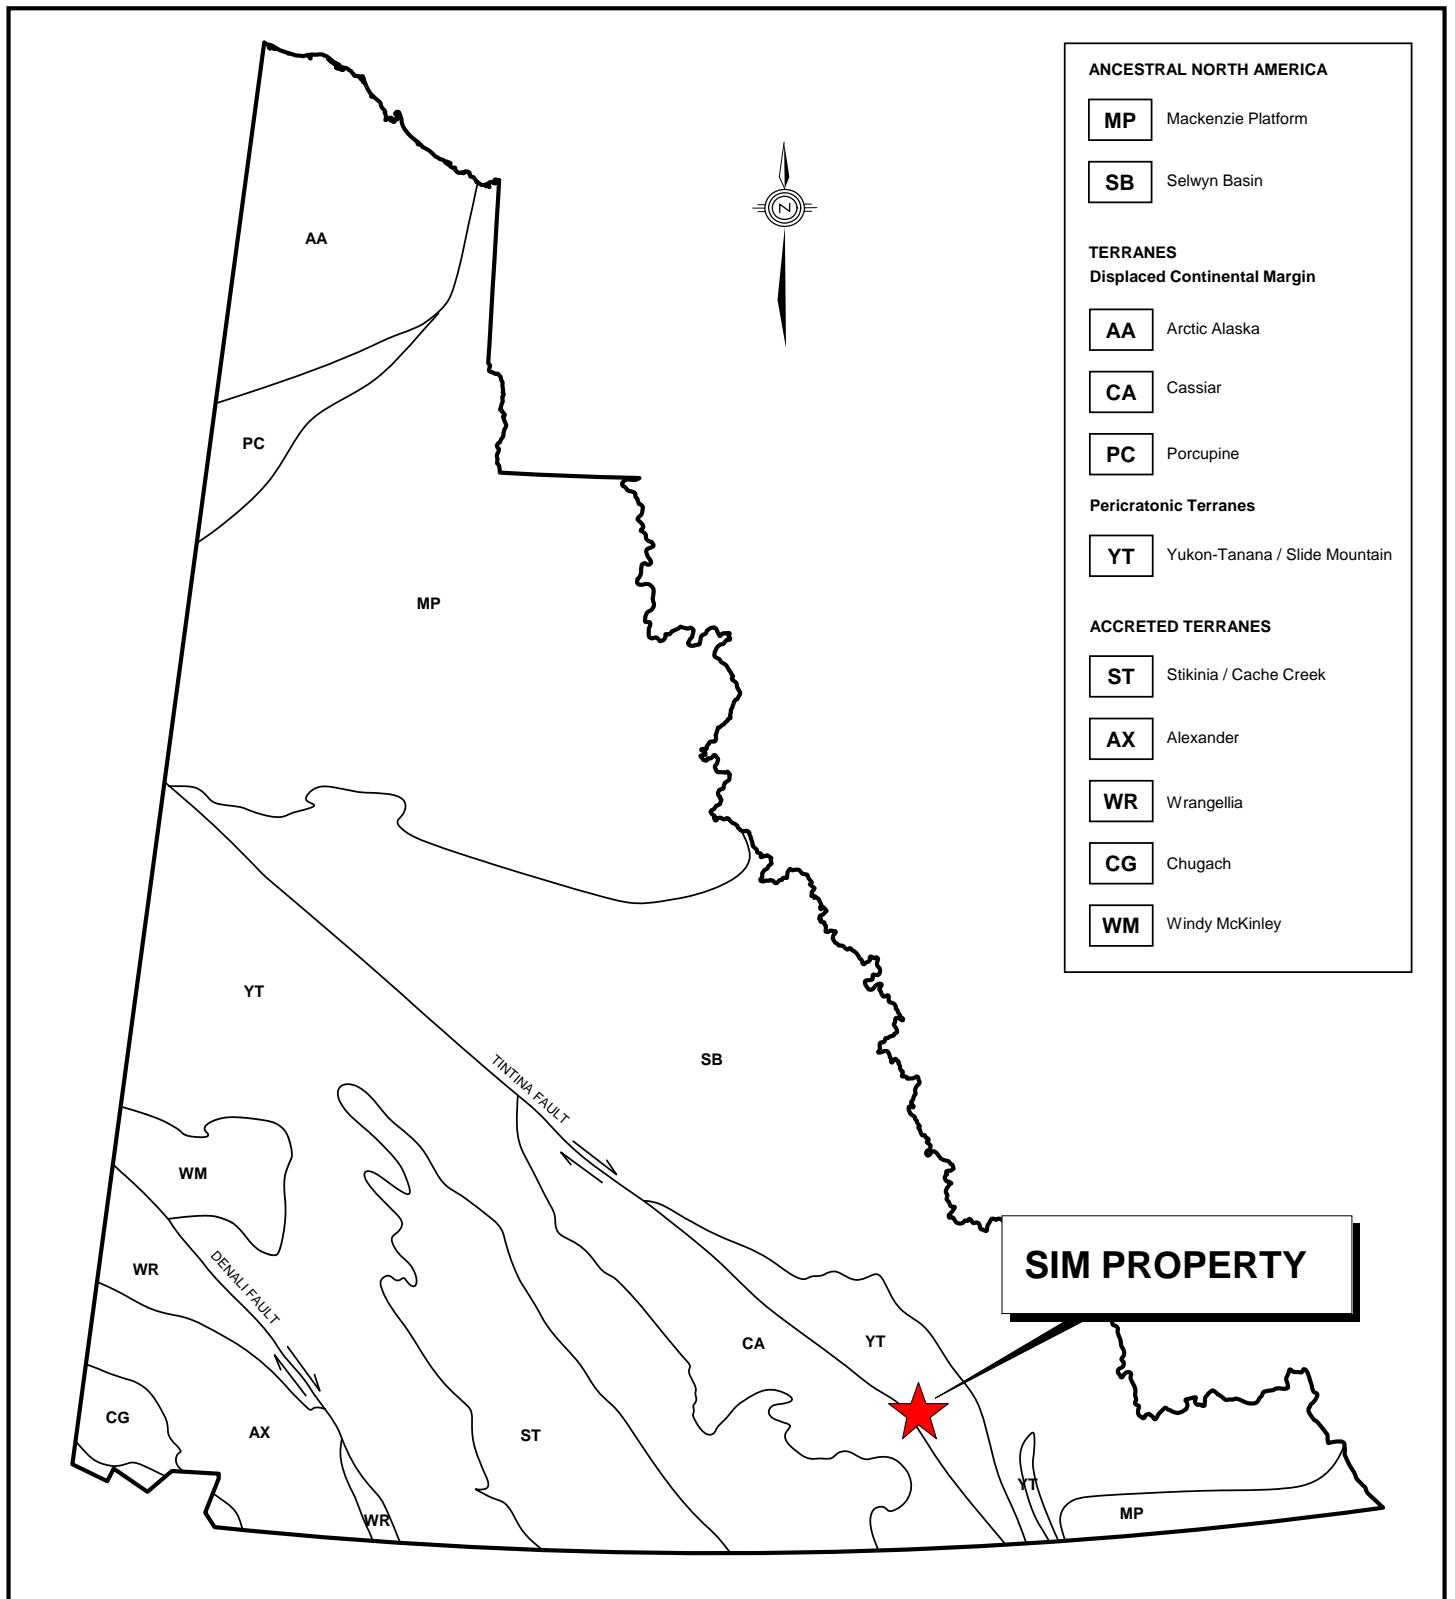 ANCESTRAL NORTH AMERICA
MP Mackenzie Platform
SB Selwyn Basin
TERRANES
Displaced Continental Margin
AA Arctic Alaska
CA Cassiar
PC Porcupine
Pericratonic Terranes
YT Yukon-Tanana / Slide Mountain
ACCRETED TERRANES
ST Stikinia / Cache Creek
AX Alexander
WR Wrangellia
CG Chugach
WM Windy McKinley
N
AA
PC
MP
YT
SB
TINTINA FAULT
WM
WR
DENALI FAULT
SIM PROPERTY
CA
YT
CG
AX
ST
YT
WR
MP